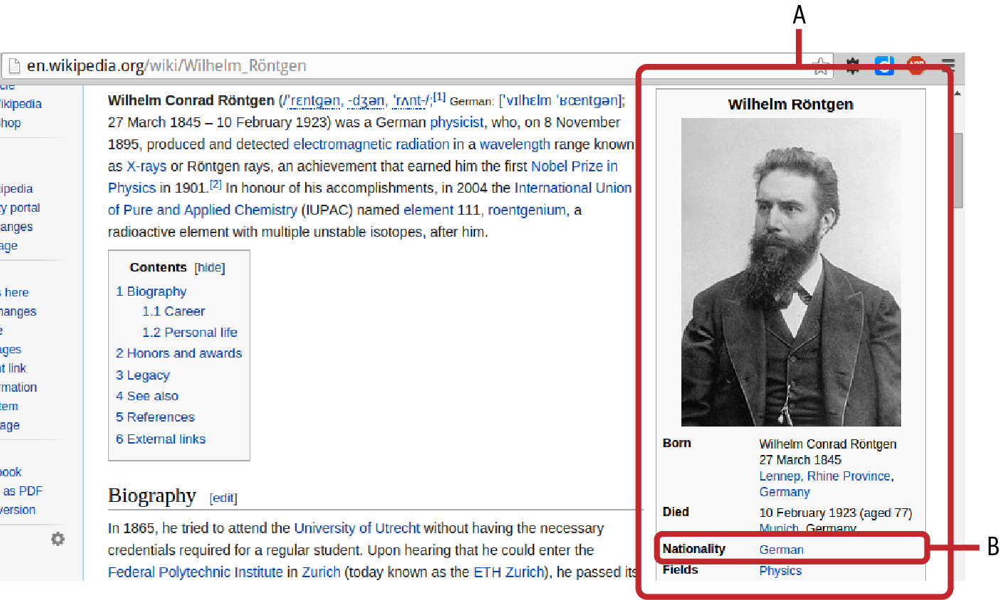 A
en.wikipedia.org/wiki/Wilhelm_Röntgen
ikipedia
hop
ipedia
y portal
anges
age
s here
hanges
e
ages
t link
rmation
tem
age
book
as PDF
version
Wilhelm Conrad Röntgen (/ˈrɛntɡən, -dʒən, ˈrʌnt-/;[1] German: [ˈvɪlhɛlm ˈʁœntɡən];
27 March 1845 – 10 February 1923) was a German physicist, who, on 8 November
1895, produced and detected electromagnetic radiation in a wavelength range known
as X-rays or Röntgen rays, an achievement that earned him the first Nobel Prize in
Physics in 1901.[2] In honour of his accomplishments, in 2004 the International Union
of Pure and Applied Chemistry (IUPAC) named element 111, roentgenium, a
radioactive element with multiple unstable isotopes, after him.
Contents [hide]
1 Biography
1.1 Career
1.2 Personal life
2 Honors and awards
3 Legacy
4 See also
5 References
6 External links
Biography [edit]
In 1865, he tried to attend the University of Utrecht without having the necessary
credentials required for a regular student. Upon hearing that he could enter the
Federal Polytechnic Institute in Zurich (today known as the ETH Zurich), he passed its
Wilhelm Röntgen
Born Wilhelm Conrad Röntgen
27 March 1845
Lennep, Rhine Province,
Germany
Died 10 February 1923 (aged 77)
Munich, Germany
Nationality German
B
Fields Physics